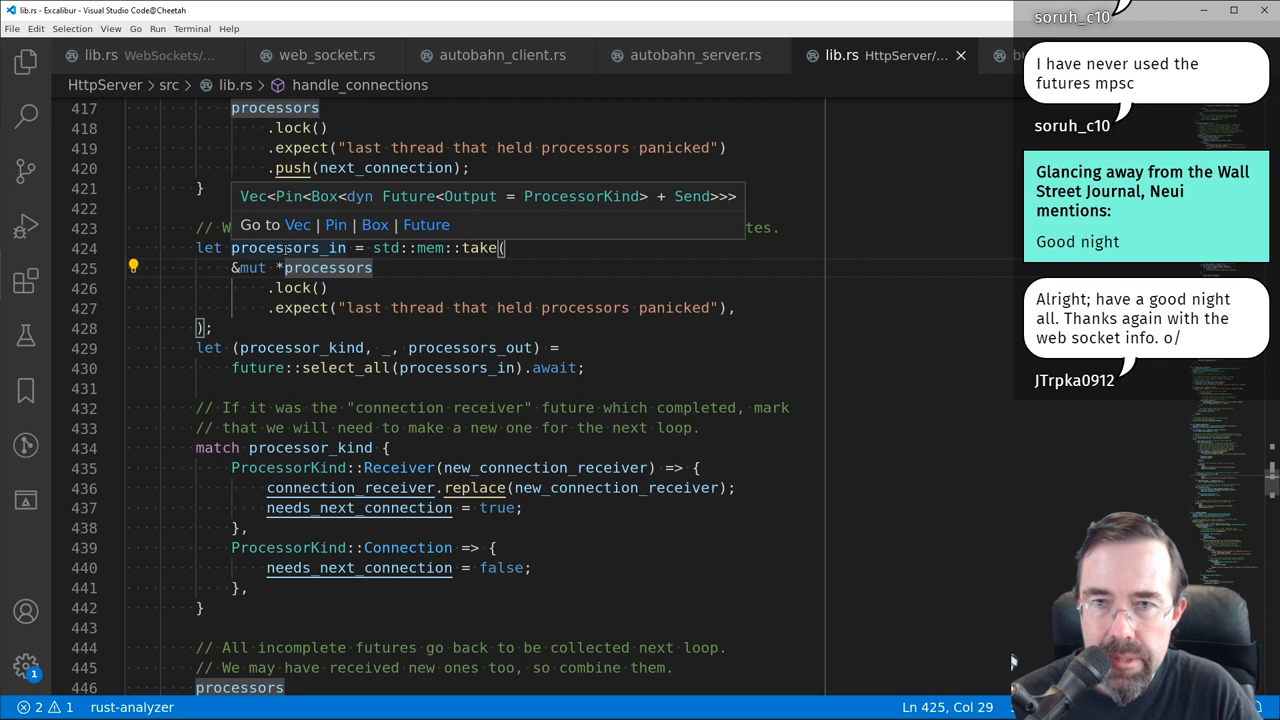 lib.rs - Excalibur - Visual Studio Code@Cheetah
File Edit Selection View Go Run Terminal Help
lib.rs WebSockets/... web_socket.rs autobahn_client.rs autobahn_server.rs lib.rs HttpServer/...
HttpServer > src > lib.rs > handle_connections
417 processors
418 .lock()
419 .expect("last thread that held processors panicked")
420 .push(next_connection);
421 }
422
Vec<Pin<Box<dyn Future<Output = ProcessorKind> + Send>>>
Go to Vec | Pin | Box | Future
423 // W tes.
424 let processors_in = std::mem::take(
425 &mut *processors
426 .lock()
427 .expect("last thread that held processors panicked"),
428 );
429 let (processor_kind, _, processors_out) =
430 future::select_all(processors_in).await;
431
432 // If it was the "connection receiver" future which completed, mark
433 // that we will need to make a new one for the next loop.
434 match processor_kind {
435 ProcessorKind::Receiver(new_connection_receiver) => {
436 connection_receiver.replace(new_connection_receiver);
437 needs_next_connection = true;
438 },
439 ProcessorKind::Connection => {
440 needs_next_connection = false;
441 },
442 }
443
444 // All incomplete futures go back to be collected next loop.
445 // We may have received new ones too, so combine them.
446 processors
2 1 rust-analyzer Ln 425, Col 29
1
soruh_c10
I have never used the
futures mpsc
soruh_c10
Glancing away from the Wall
Street Journal, Neui
mentions:
Good night
Alright; have a good night
all. Thanks again with the
web socket info. o/
JTrpka0912